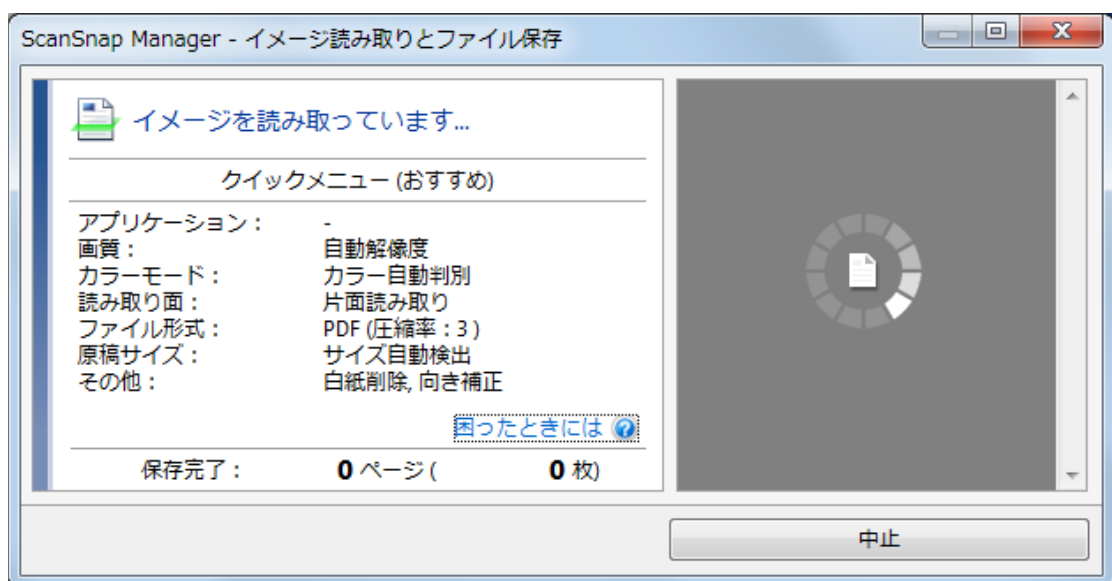 ScanSnap Manager - イメージ読み取りとファイル保存
イメージを読み取っています...
クイックメニュー (おすすめ)
アプリケーション： -
画質： 自動解像度
カラーモード： カラー自動判別
読み取り面： 片面読み取り
ファイル形式： PDF (圧縮率：3 )
原稿サイズ： サイズ自動検出
その他： 白紙削除, 向き補正
困ったときには ?
保存完了： 0 ページ ( 0 枚)
中止